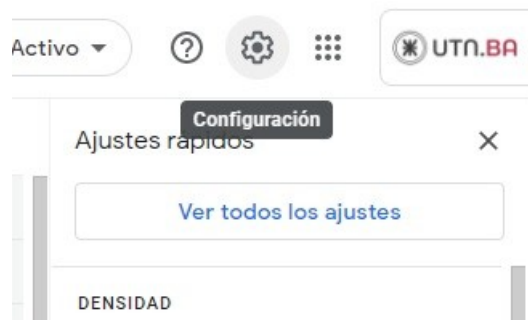 Activo
UTN.BA
Configuración
Ajustes rápidos
Ver todos los ajustes
DENSIDAD